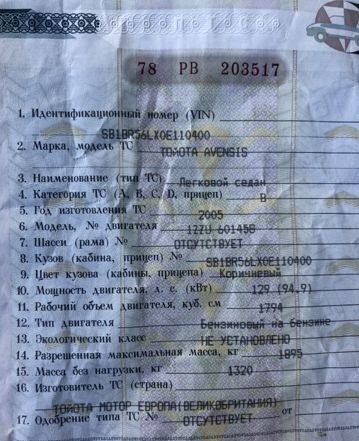 78 РВ 203517
1. Идентификационный номер (VIN)
SB1BR56LX0E110400
2. Марка, модель ТС TOЙOTA AVENSIS
3. Наименование (тип ТС) Легковой седан
4. Категория ТС (А, В, С, D, прицеп) В
5. Год изготовления ТС 2005
6. Модель, № двигателя 1ZZU 601458
7. Шасси (рама) № ОТСУТСТВУЕТ
8. Кузов (кабина, прицеп) № SB1BR56LX0E110400
9. Цвет кузова (кабины, прицепа) Коричневый
10. Мощность двигателя, л. с. (кВт) 129 (94,9)
11. Рабочий объем двигателя, куб. см 1794
12. Тип двигателя Бензиновый на бензине
13. Экологический класс НЕ УСТАНОВЛЕНО
14. Разрешенная максимальная масса, кг 1895
15. Масса без нагрузки, кг 1320
16. Изготовитель ТС (страна)
ТОЙОТА МОТОР ЕВРОПА(ВЕЛИКОБРИТАНИЯ)
17. Одобрение типа ТС № ОТСУТСТВУЕТ от